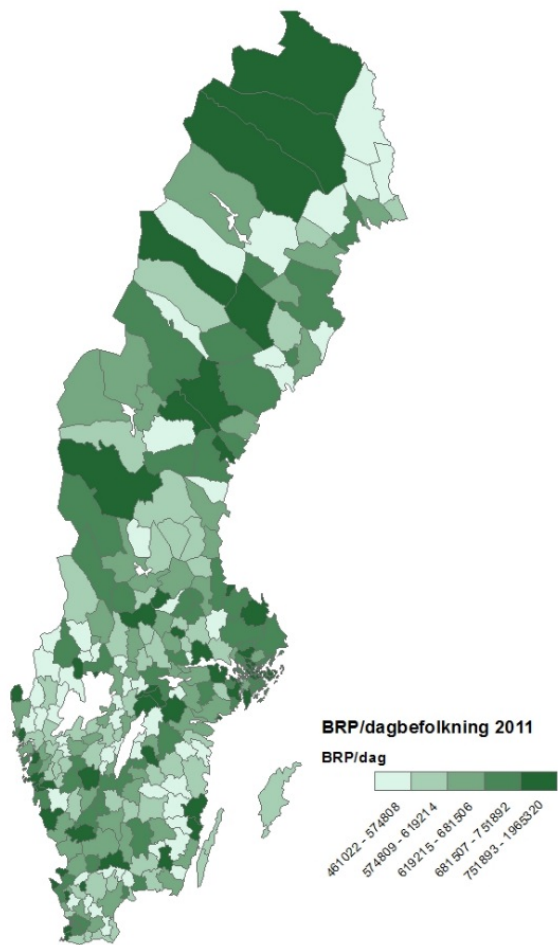 BRP/dagbefolkning 2011
BRP/dag
461022 - 574808
574809 - 619214
619215 - 681506
681507 - 751892
751893 - 1965320